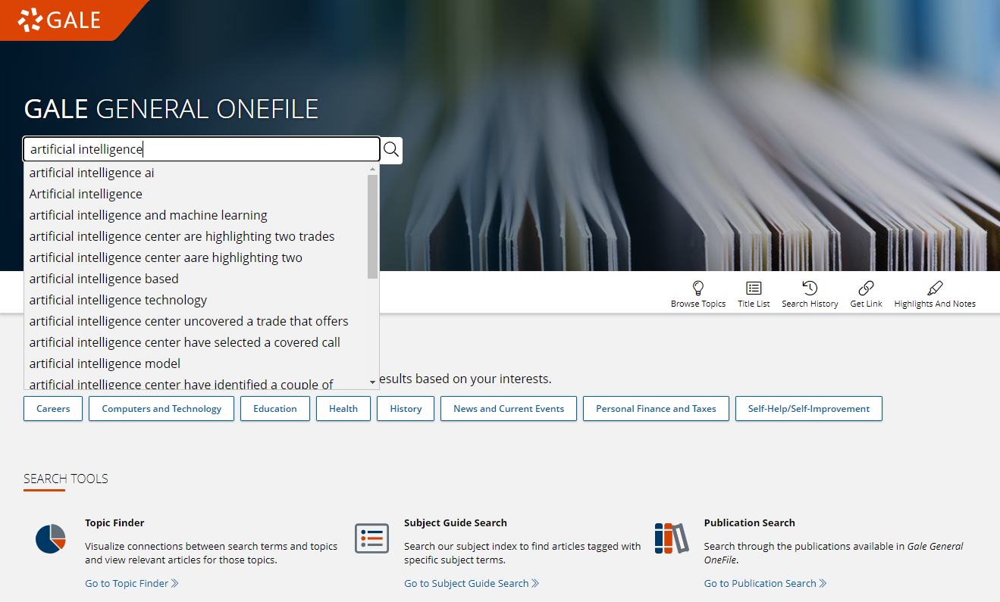 GALE
GALE GENERAL ONEFILE
artificial intelligence
artificial intelligence ai
Artificial intelligence
artificial intelligence and machine learning
artificial intelligence center are highlighting two trades
artificial intelligence center aare highlighting two
artificial intelligence based
artificial intelligence technology
artificial intelligence center uncovered a trade that offers
artificial intelligence center have selected a covered call
artificial intelligence model
artificial intelligence center have identified a couple of
Browse Topics
Title List
Search History
Get Link
Highlights And Notes
esults based on your interests.
Careers
Computers and Technology
Education
Health
History
News and Current Events
Personal Finance and Taxes
Self-Help/Self-Improvement
SEARCH TOOLS
Topic Finder
Visualize connections between search terms and topics
and view relevant articles for those topics.
Go to Topic Finder
Subject Guide Search
Search our subject index to find articles tagged with
specific subject terms.
Go to Subject Guide Search
Publication Search
Search through the publications available in Gale General
OneFile.
Go to Publication Search